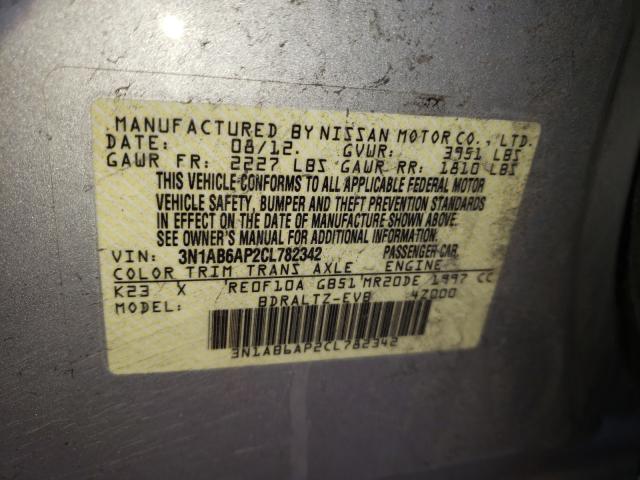 MANUFACTURED BY NISSAN MOTOR CO., LTD.
DATE: 08/12. GVWR: 3951 LBS
GAWR FR: 2227 LBS GAWR RR: 1810 LBS
THIS VEHICLE CONFORMS TO ALL APPLICABLE FEDERAL MOTOR
VEHICLE SAFETY, BUMPER AND THEFT PREVENTION STANDARDS
IN EFFECT ON THE DATE OF MANUFACTURE SHOWN ABOVE.
SEE OWNER'S MANUAL FOR ADDITIONAL INFORMATION.
VIN: 3N1AB6AP2CL782342 PASSENGER CAR.
COLOR TRIM TRANS AXLE - ENGINE
K23 X RE0F10A GB51 MR20DE 1997 CC
MODEL: BDRALTZ-EVB 4Z000
3N1AB6AP2CL782342